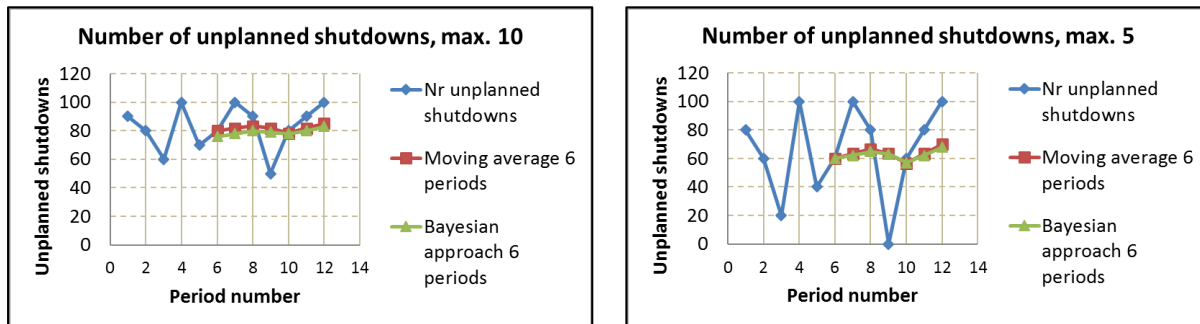 Number of unplanned shutdowns, max. 10
Unplanned shutdowns
120
100
80
60
40
20
0
0 2 4 6 8 10 12 14
Period number
Nr unplanned
shutdowns
Moving average 6
periods
Bayesian
approach 6
periods
Number of unplanned shutdowns, max. 5
Unplanned shutdowns
120
100
80
60
40
20
0
0 2 4 6 8 10 12 14
Period number
Nr unplanned
shutdowns
Moving average 6
periods
Bayesian
approach 6
periods